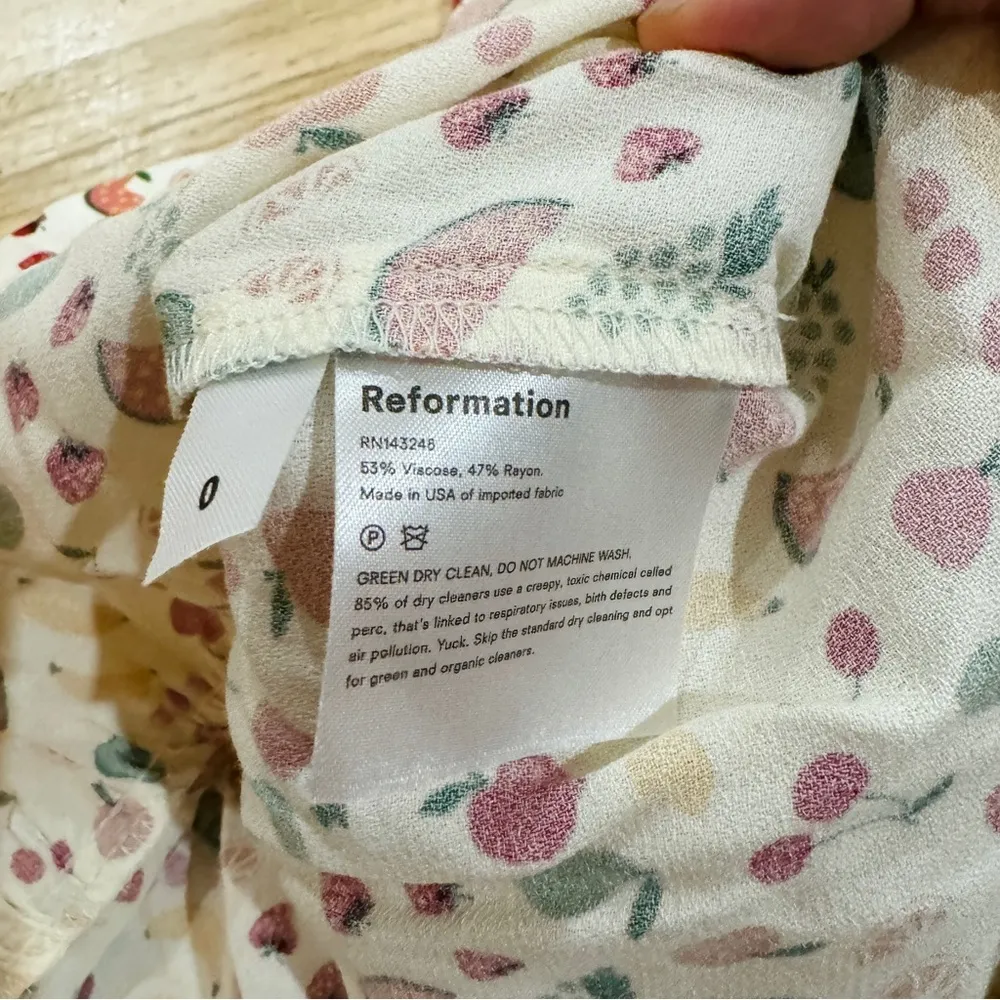 0
Reformation
RN143248
53% Viscose, 47% Rayon.
Made in USA of imported fabric
P
GREEN DRY CLEAN, DO NOT MACHINE WASH.
85% of dry cleaners use a creepy, toxic chemical called
perc, that's linked to respiratory issues, birth defects and
air pollution. Yuck. Skip the standard dry cleaning and opt
for green and organic cleaners.